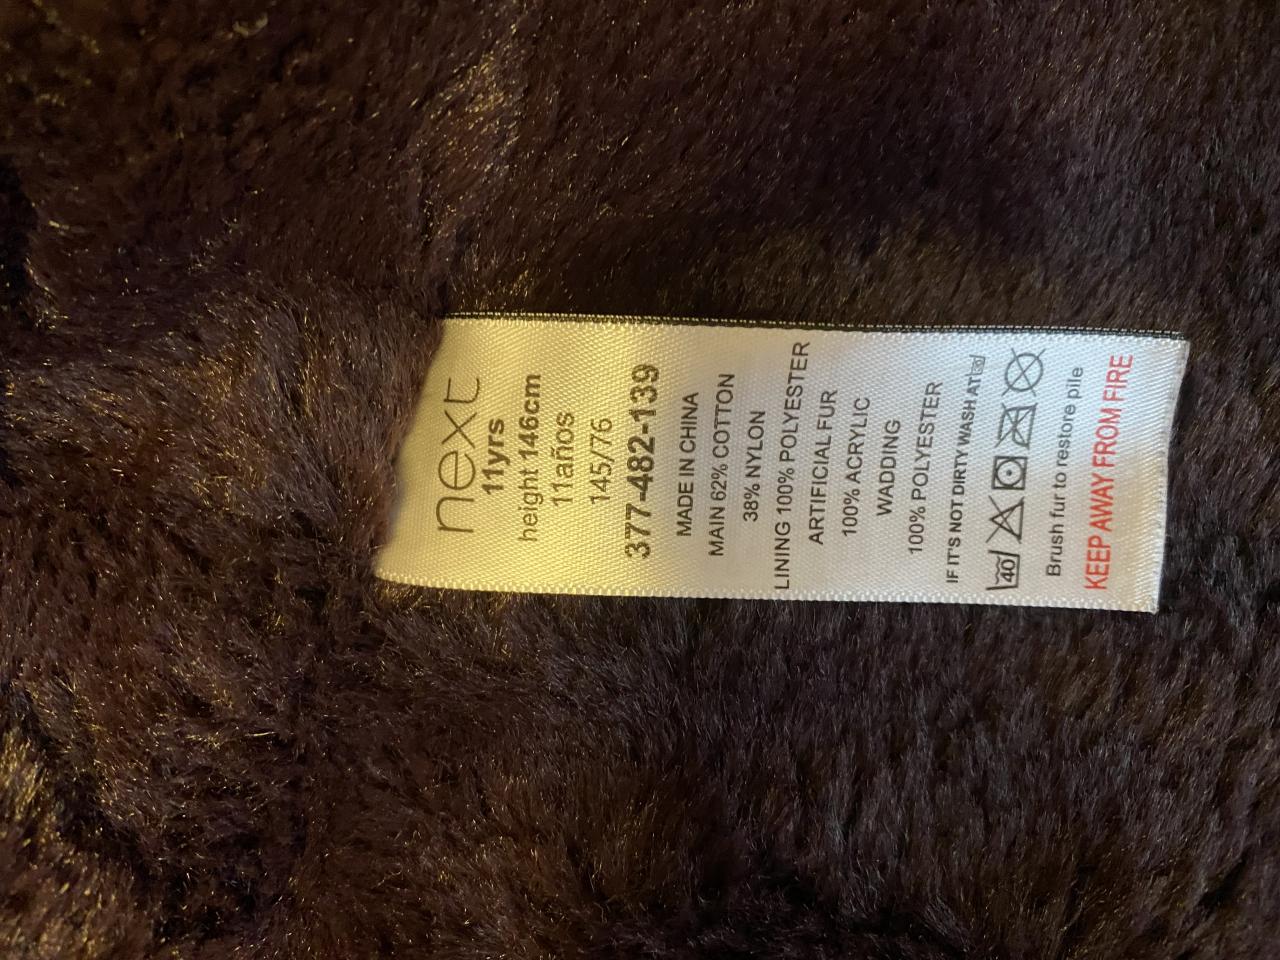 next
11yrs
height 146cm
11años
145/76
377-482-139
MADE IN CHINA
MAIN 62% COTTON
38% NYLON
LINING 100% POLYESTER
ARTIFICIAL FUR
100% ACRYLIC
WADDING
100% POLYESTER
IF IT'S NOT DIRTY WASH AT
40
Brush fur to restore pile
KEEP AWAY FROM FIRE